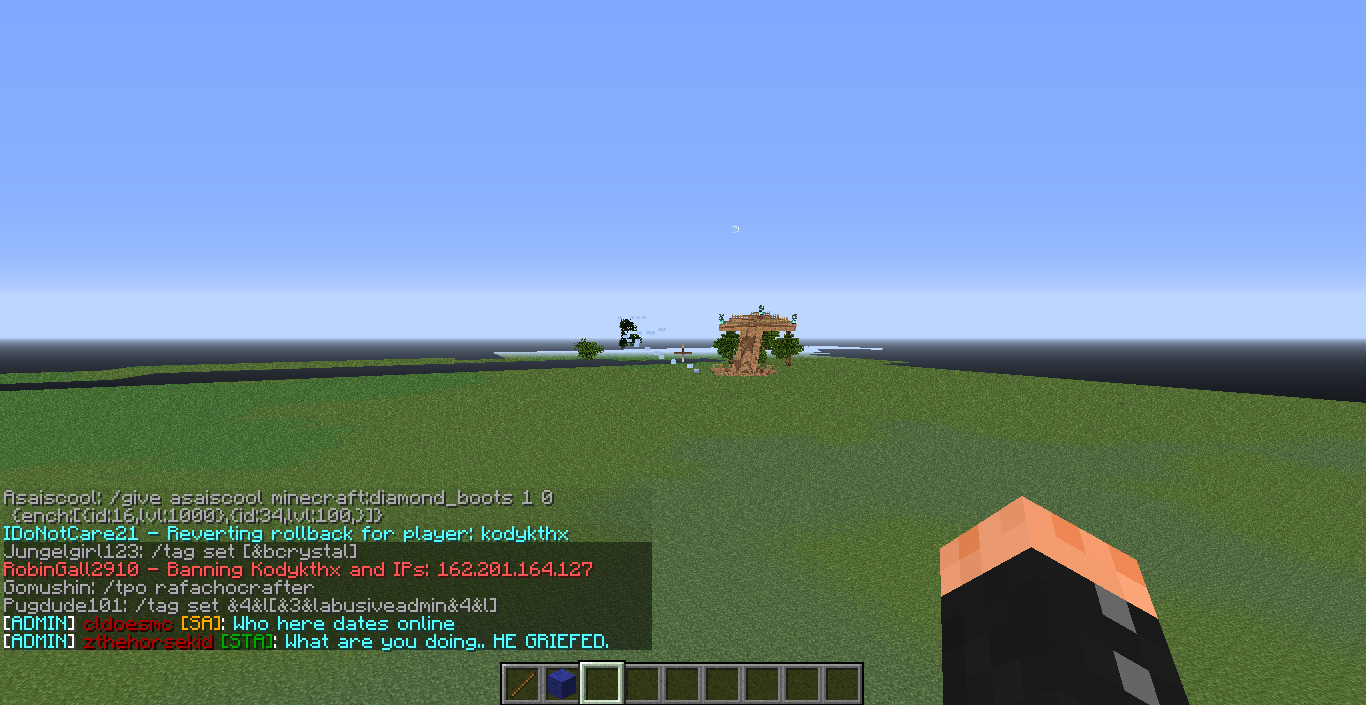 Asaiscool: /give asaiscool minecraft:diamond_boots 1 0
{ench:[{id:16,lvl:1000},{id:34,lvl:100,}]}
IDoNotCare21 - Reverting rollback for player: kodykthx
Jungelgirl123: /tag set [&bcrystal]
RobinGall2910 - Banning Kodykthx and IPs: 162.201.164.127
Gomushin: /tpo rafachocrafter
Pugdude101: /tag set &4&l[&3&labusiveadmin&4&l]
[ADMIN] cldoesmc [SA]: Who here dates online
[ADMIN] zthehorsekid [STA]: What are you doing.. HE GRIEFED.